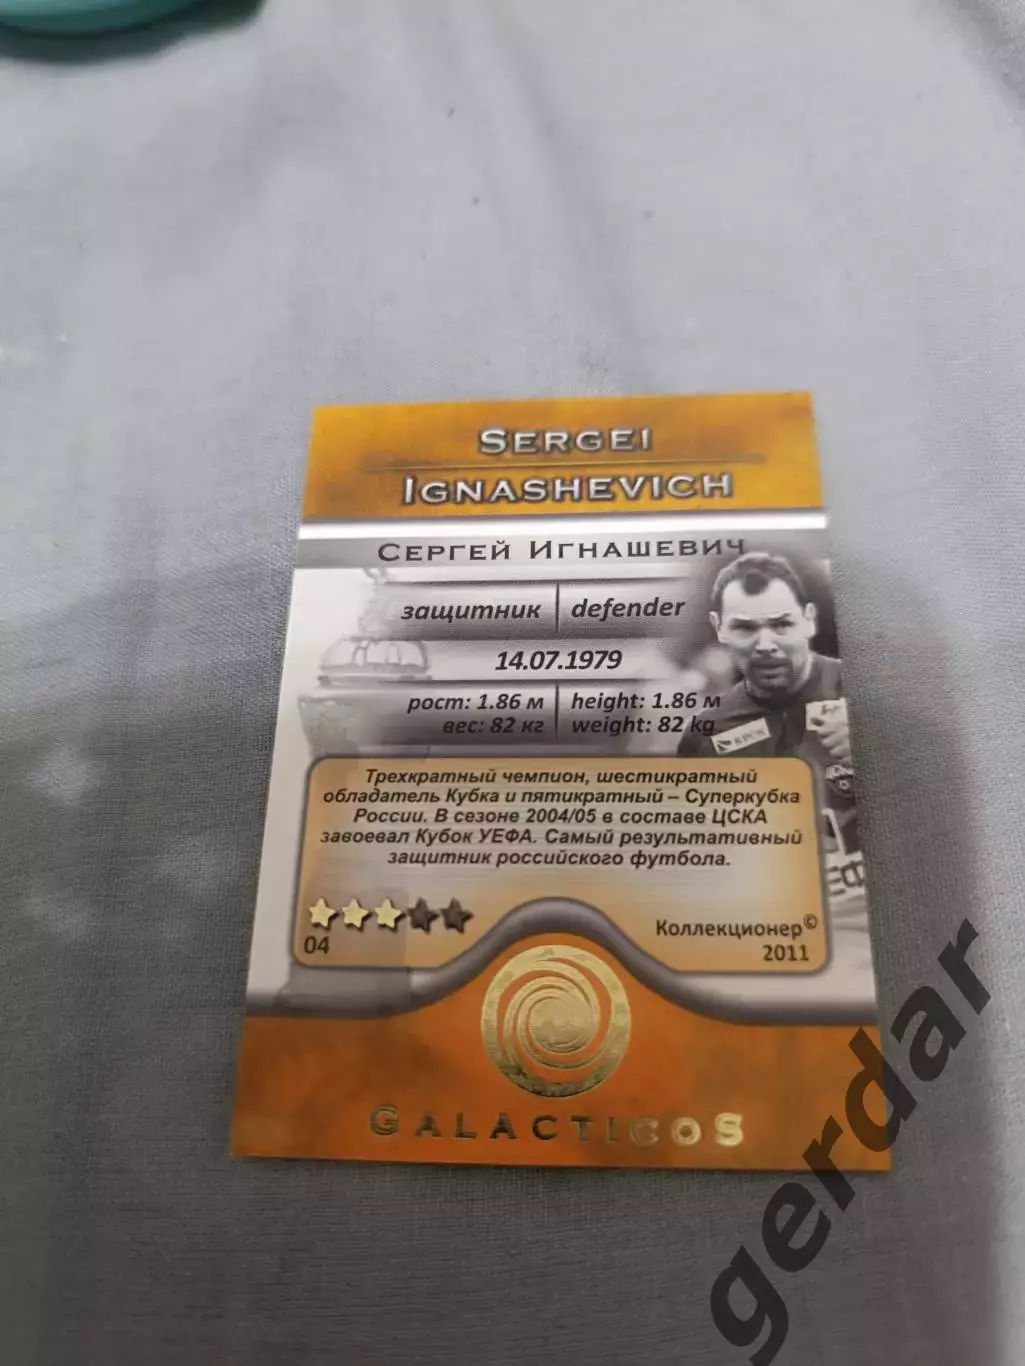 SERGEI
IGNASHEVICH
СЕРГЕЙ ИГНАШЕВИЧ
защитник defender
14.07.1979
рост: 1.86 м height: 1.86 м
вес: 82 кг weight: 82 kg
КРОК
Трехкратный чемпион, шестикратный
обладатель Кубка и пятикратный – Суперкубка
России. В сезоне 2004/05 в составе ЦСКА
завоевал Кубок УЕФА. Самый результативный
защитник российского футбола.
04
Коллекционер©
2011
GALACTICOS
gerdar